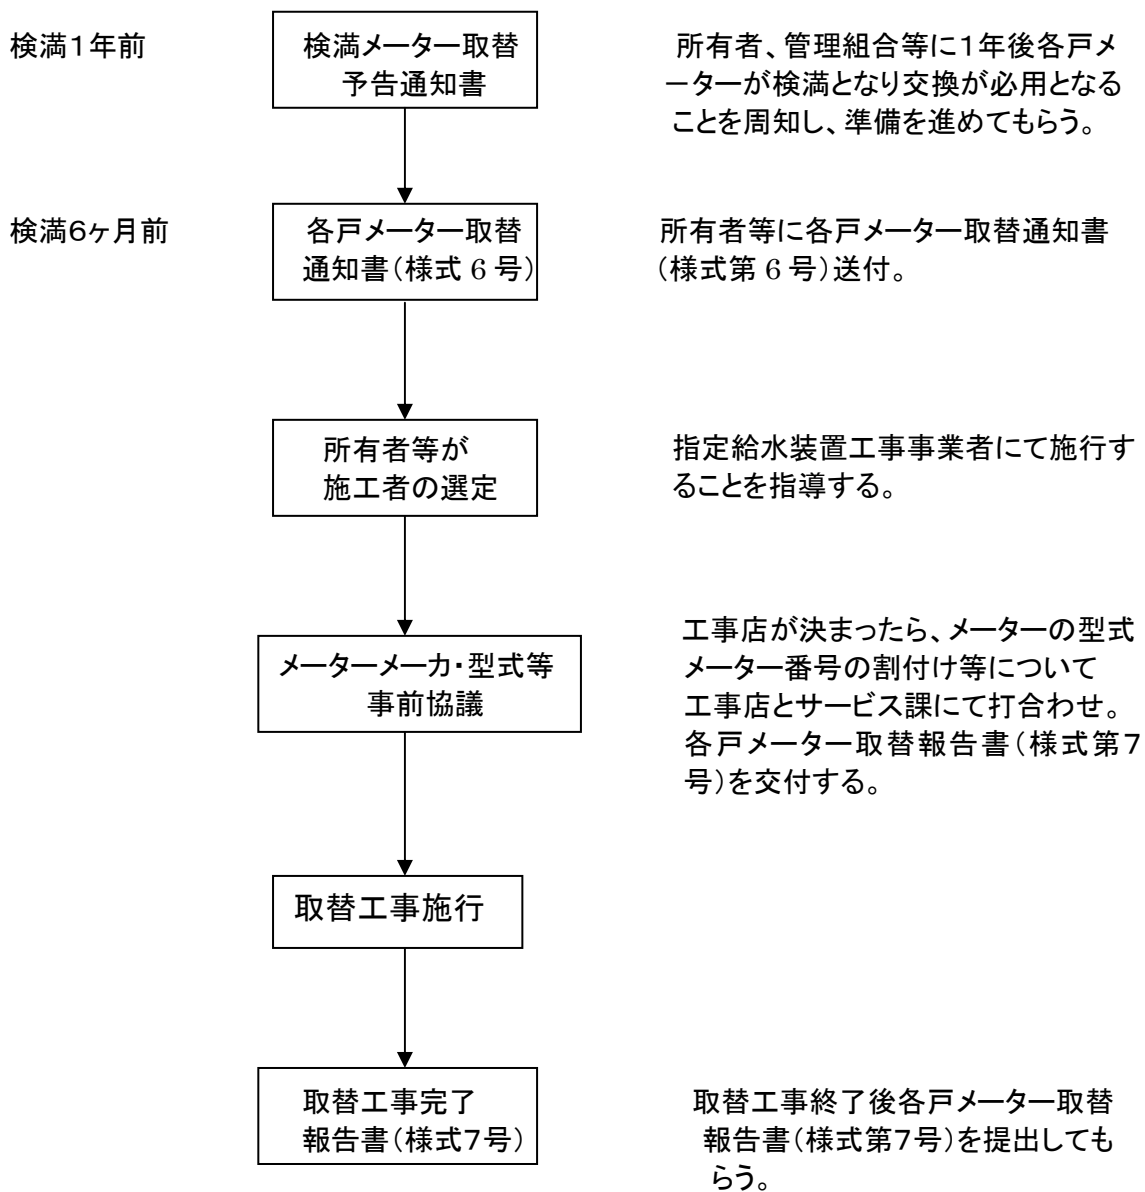 検満1年前
検満メーター取替
予告通知書
所有者、管理組合等に1年後各戸メ
ーターが検満となり交換が必用となる
ことを周知し、準備を進めてもらう。
検満6ヶ月前
各戸メーター取替
通知書(様式 6 号)
所有者等に各戸メーター取替通知書
(様式第 6 号)送付。
所有者等が
施工者の選定
指定給水装置工事事業者にて施行す
ることを指導する。
メーターメーカ・型式等
事前協議
工事店が決まったら、メーターの型式
メーター番号の割付け等について
工事店とサービス課にて打合わせ。
各戸メーター取替報告書(様式第7
号)を交付する。
取替工事施行
取替工事完了
報告書(様式7号)
取替工事終了後各戸メーター取替
報告書(様式第7号)を提出しても
らう。